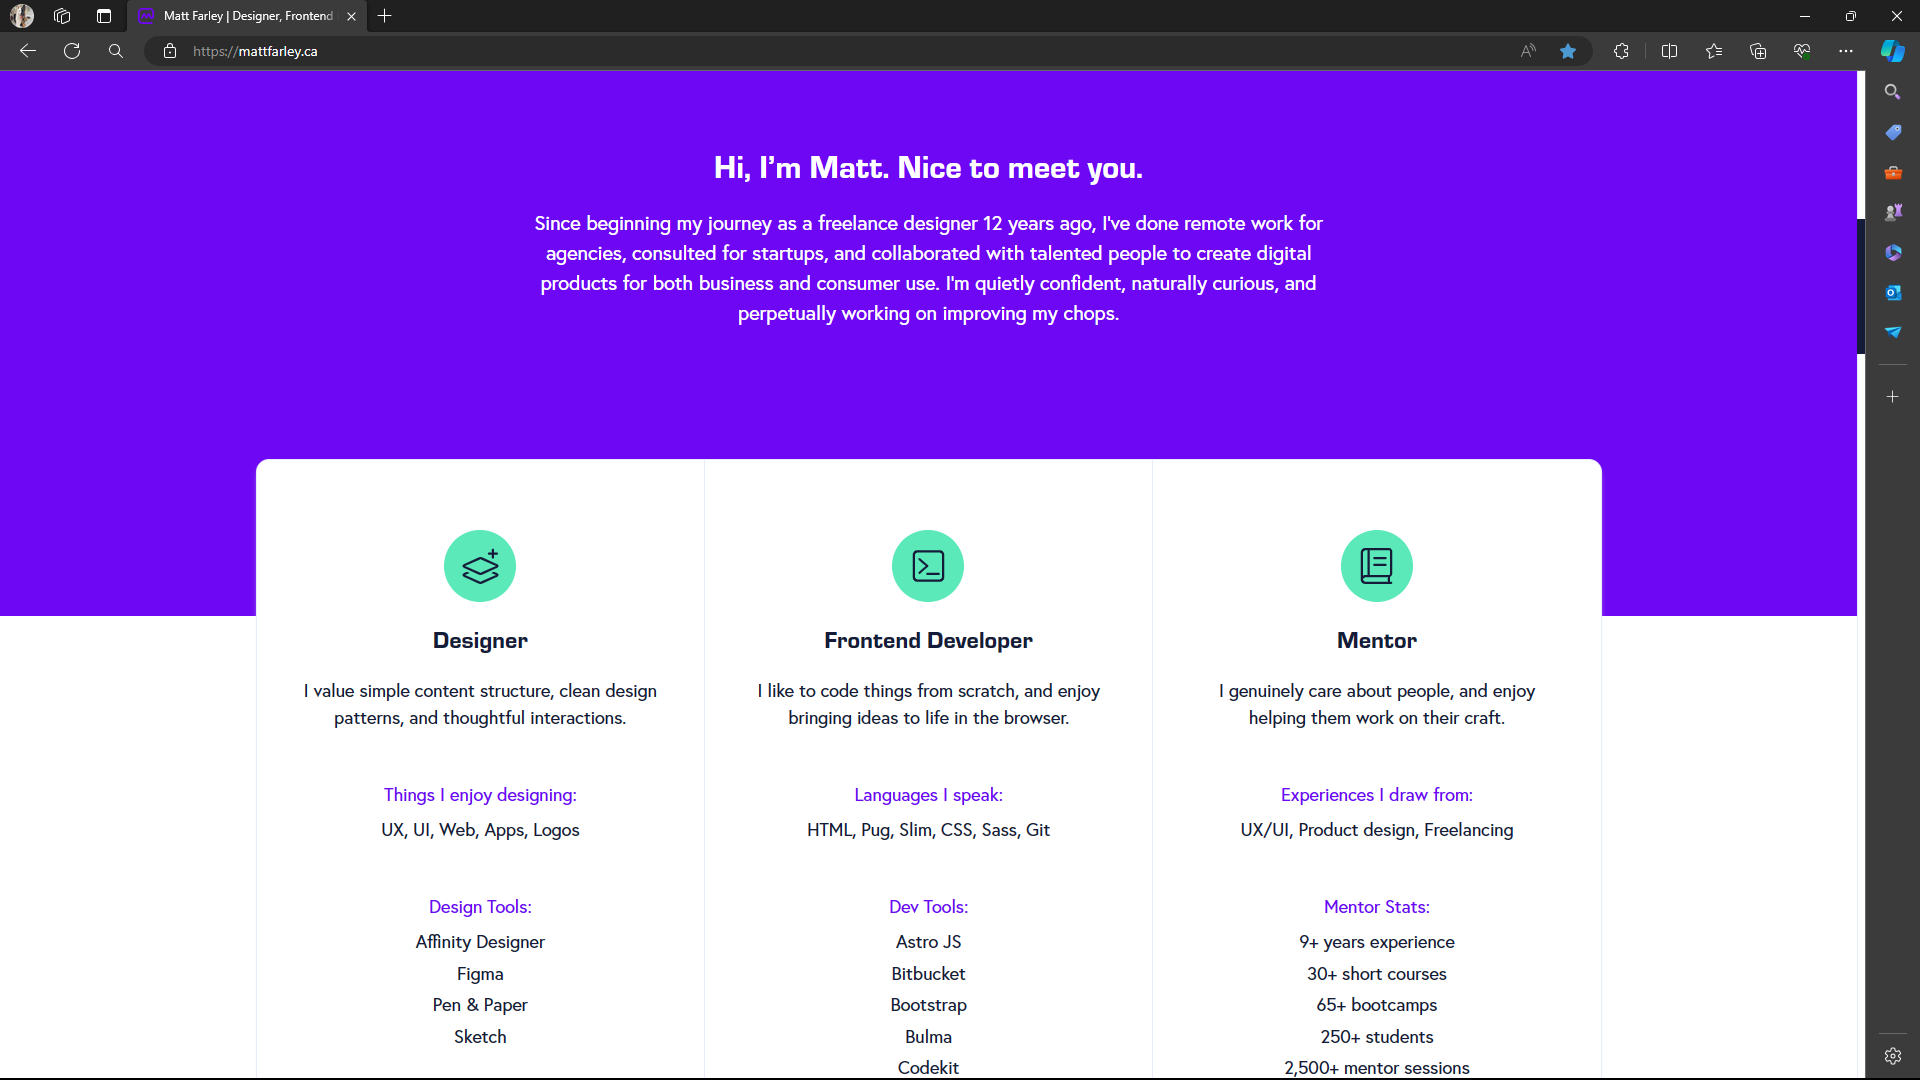 Matt Farley | Designer, Frontend
https://mattfarley.ca
Hi, I’m Matt. Nice to meet you.
Since beginning my journey as a freelance designer 12 years ago, I've done remote work for
agencies, consulted for startups, and collaborated with talented people to create digital
products for both business and consumer use. I'm quietly confident, naturally curious, and
perpetually working on improving my chops.
Designer
I value simple content structure, clean design
patterns, and thoughtful interactions.
Things I enjoy designing:
UX, UI, Web, Apps, Logos
Design Tools:
Affinity Designer
Figma
Pen & Paper
Sketch
Frontend Developer
I like to code things from scratch, and enjoy
bringing ideas to life in the browser.
Languages I speak:
HTML, Pug, Slim, CSS, Sass, Git
Dev Tools:
Astro JS
Bitbucket
Bootstrap
Bulma
Codekit
Mentor
I genuinely care about people, and enjoy
helping them work on their craft.
Experiences I draw from:
UX/UI, Product design, Freelancing
Mentor Stats:
9+ years experience
30+ short courses
65+ bootcamps
250+ students
2,500+ mentor sessions